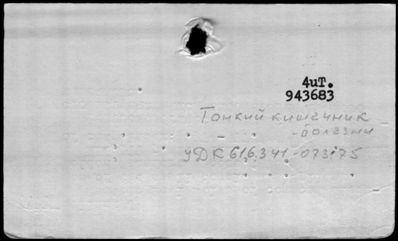 4uT.
943683
Тонкий кишечник
-болезни
УДК 616.341.-073.75